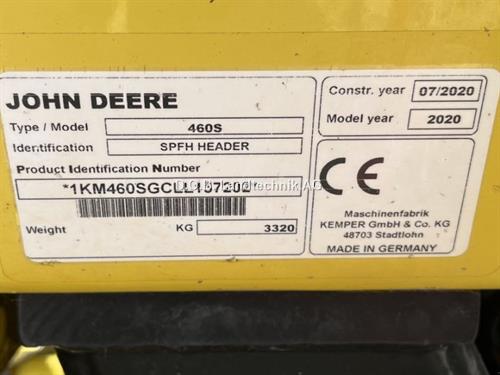 JOHN DEERE
Type / Model 460S
Identification SPFH HEADER
Product Identification Number
Weight KG 3320
Constr. year 07/2020
Model year 2020
CE
Maschinenfabrik
KEMPER GmbH & Co. KG
48703 Stadtlohn
MADE IN GERMANY